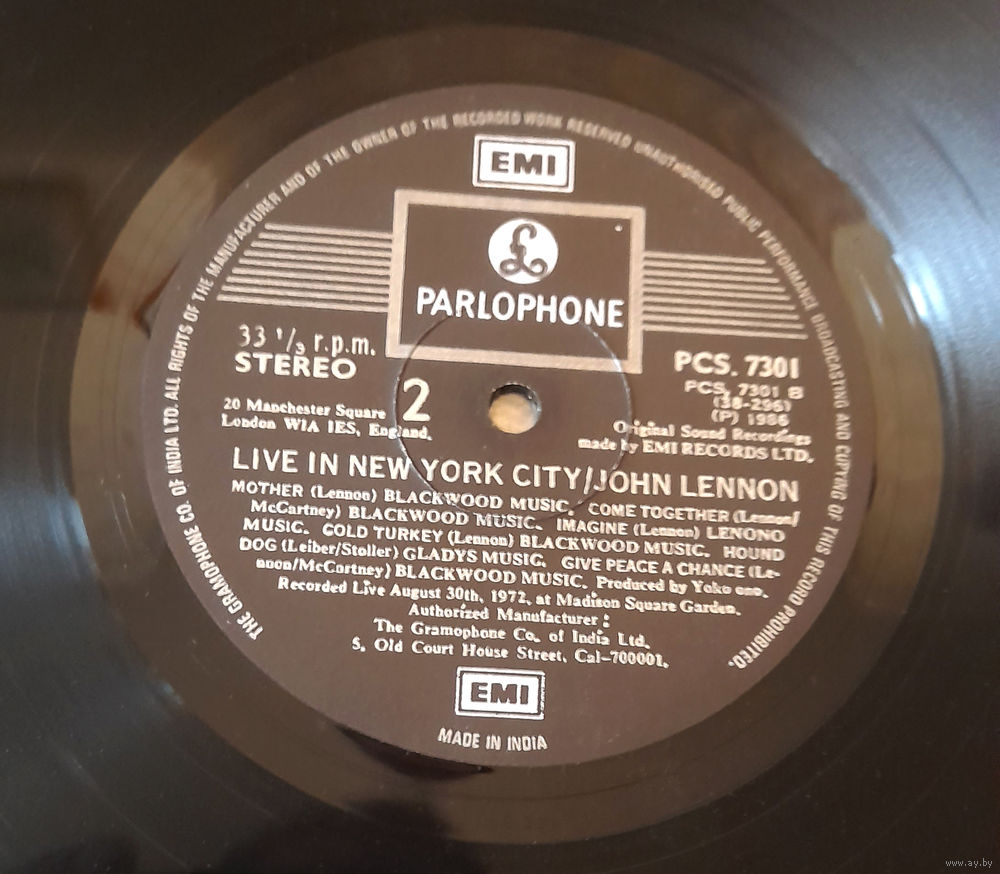 THE GRAMOPHONE CO. OF INDIA LTD. ALL RIGHTS OF THE MANUFACTURER AND OF THE OWNER OF THE RECORDED WORK RESERVED UNAUTHORISED PUBLIC PERFORMANCE BROADCASTING AND COPYING OF THIS RECORD PROHIBITED.
EMI
£
PARLOPHONE
33 1/3 r.p.m.
STEREO
PCS. 7301
PCS. 7301 B
(38-296)
(P) 1986
2
20 Manchester Square
London W1A IES, England.
Original Sound Recordings
made by EMI RECORDS LTD.
LIVE IN NEW YORK CITY/JOHN LENNON
MOTHER (Lennon) BLACKWOOD MUSIC. COME TOGETHER (Lennon/
McCartney) BLACKWOOD MUSIC. IMAGINE (Lennon) LENONO
MUSIC. COLD TURKEY (Lennon) BLACKWOOD MUSIC. HOUND
DOG (Leiber/Stoller) GLADYS MUSIC. GIVE PEACE A CHANCE (Le-
nnon/McCartney) BLACKWOOD MUSIC. Produced by Yoko ono.
Recorded Live August 30th, 1972, at Madison Square Garden.
Authorized Manufacturer :
The Gramophone Co. of India Ltd.
5, Old Court House Street, Cal-700001.
EMI
MADE IN INDIA
www.ay.by